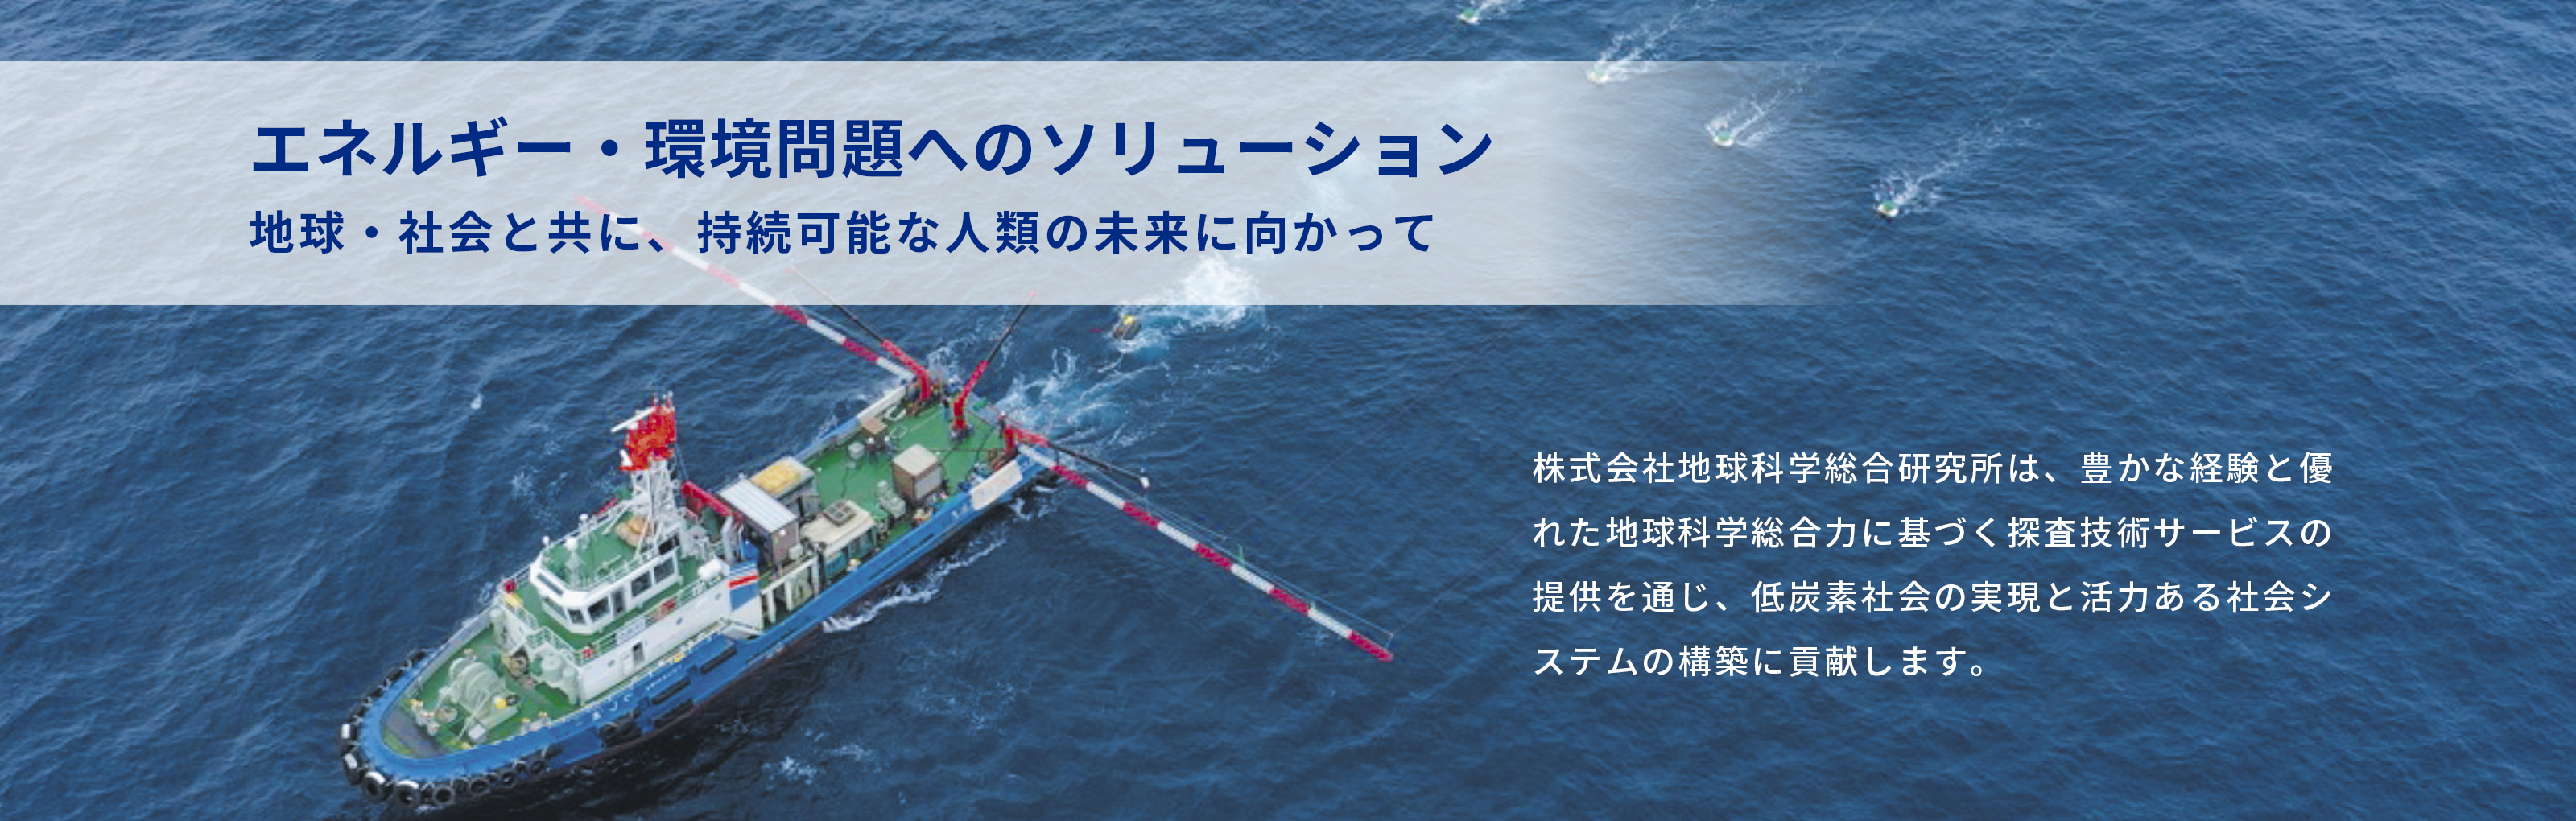 エネルギー・環境問題へのソリューション
地球・社会と共に、持続可能な人類の未来に向かって
株式会社地球科学総合研究所は、豊かな経験と優
れた地球科学総合力に基づく探査技術サービスの
提供を通じ、低炭素社会の実現と活力ある社会シ
ステムの構築に貢献します。